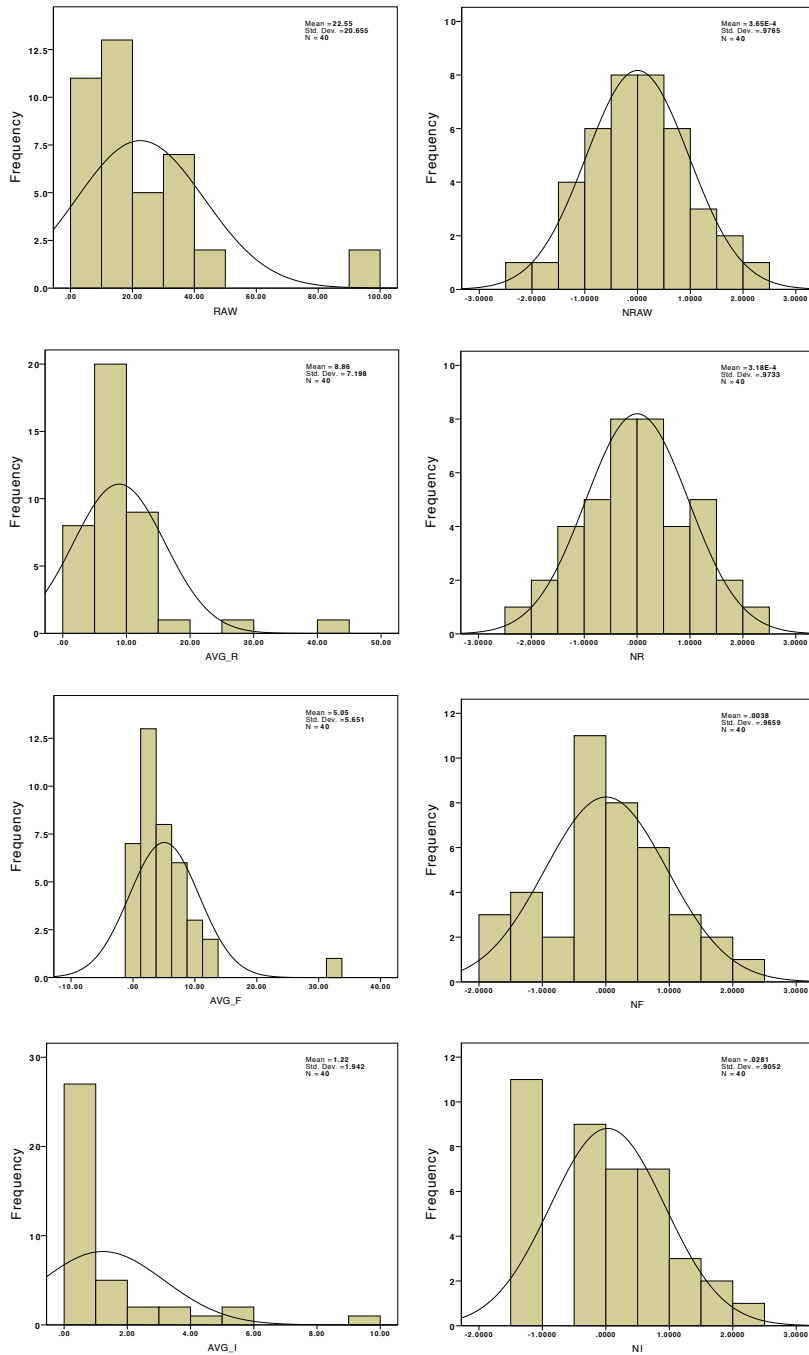 Mean =22.55
Std. Dev. =20.655
N = 40
12.5
10.0
7.5
5.0
2.5
0.0
Frequency
.00 20.00 40.00 60.00 80.00 100.00
RAW
Mean =3.65E-4
Std. Dev. =.9765
N = 40
10
8
6
4
2
0
Frequency
-3.0000 -2.0000 -1.0000 .0000 1.0000 2.0000 3.0000
NRAW
Mean =8.86
Std. Dev. =7.198
N = 40
20
15
10
5
0
Frequency
.00 10.00 20.00 30.00 40.00 50.00
AVG_R
Mean =3.18E-4
Std. Dev. =.9733
N = 40
10
8
6
4
2
0
Frequency
-3.0000 -2.0000 -1.0000 .0000 1.0000 2.0000 3.0000
NR
Mean =5.05
Std. Dev. =5.651
N = 40
12.5
10.0
7.5
5.0
2.5
0.0
Frequency
-10.00 .00 10.00 20.00 30.00 40.00
AVG_F
Mean =.0038
Std. Dev. =.9659
N = 40
12
10
8
6
4
2
0
Frequency
-2.0000 -1.0000 .0000 1.0000 2.0000 3.0000
NF
Mean =1.22
Std. Dev. =1.942
N = 40
30
20
10
0
Frequency
.00 2.00 4.00 6.00 8.00 10.00
AVG_I
Mean =.0281
Std. Dev. =.9052
N = 40
12
10
8
6
4
2
0
Frequency
-2.0000 -1.0000 .0000 1.0000 2.0000 3.0000
NI